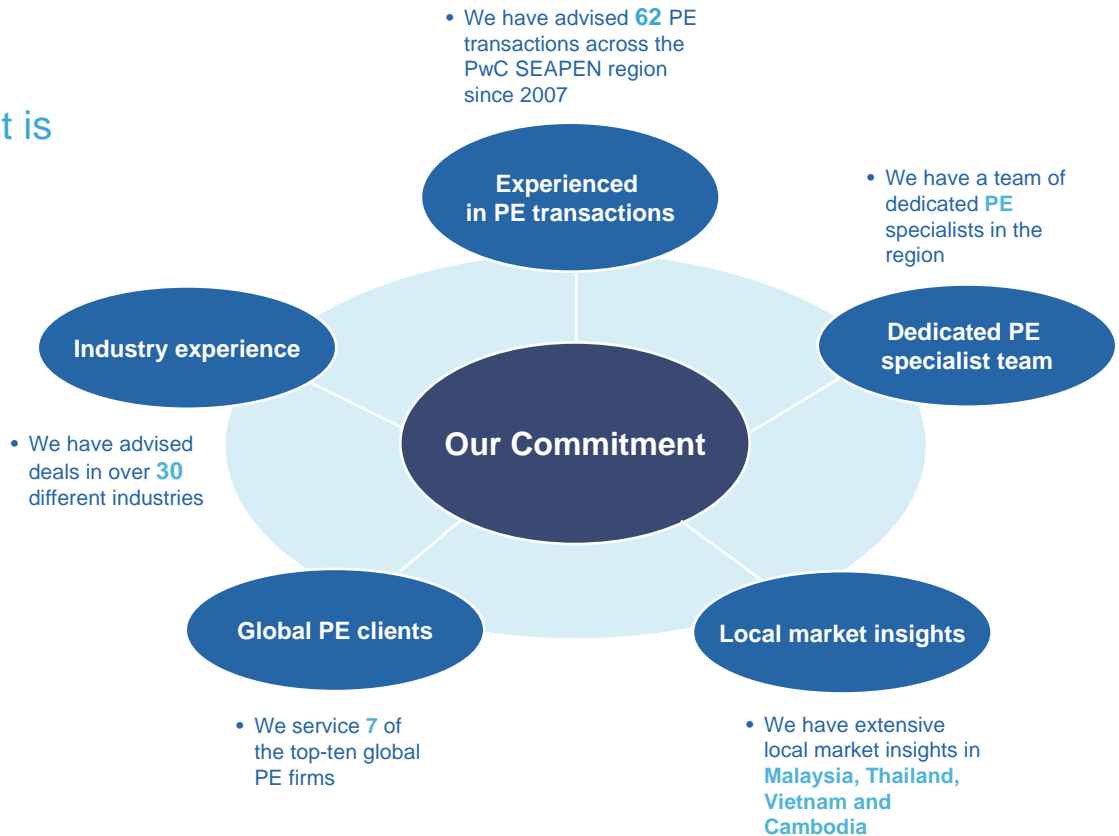 • We have advised 62 PE
transactions across the
PwC SEAPEN region
since 2007
t is
Experienced
in PE transactions
• We have a team of
dedicated PE
specialists in the
region
Dedicated PE
specialist team
Industry experience
• We have advised
deals in over 30
different industries
Our Commitment
Global PE clients
• We service 7 of
the top-ten global
PE firms
Local market insights
• We have extensive
local market insights in
Malaysia, Thailand,
Vietnam and
Cambodia